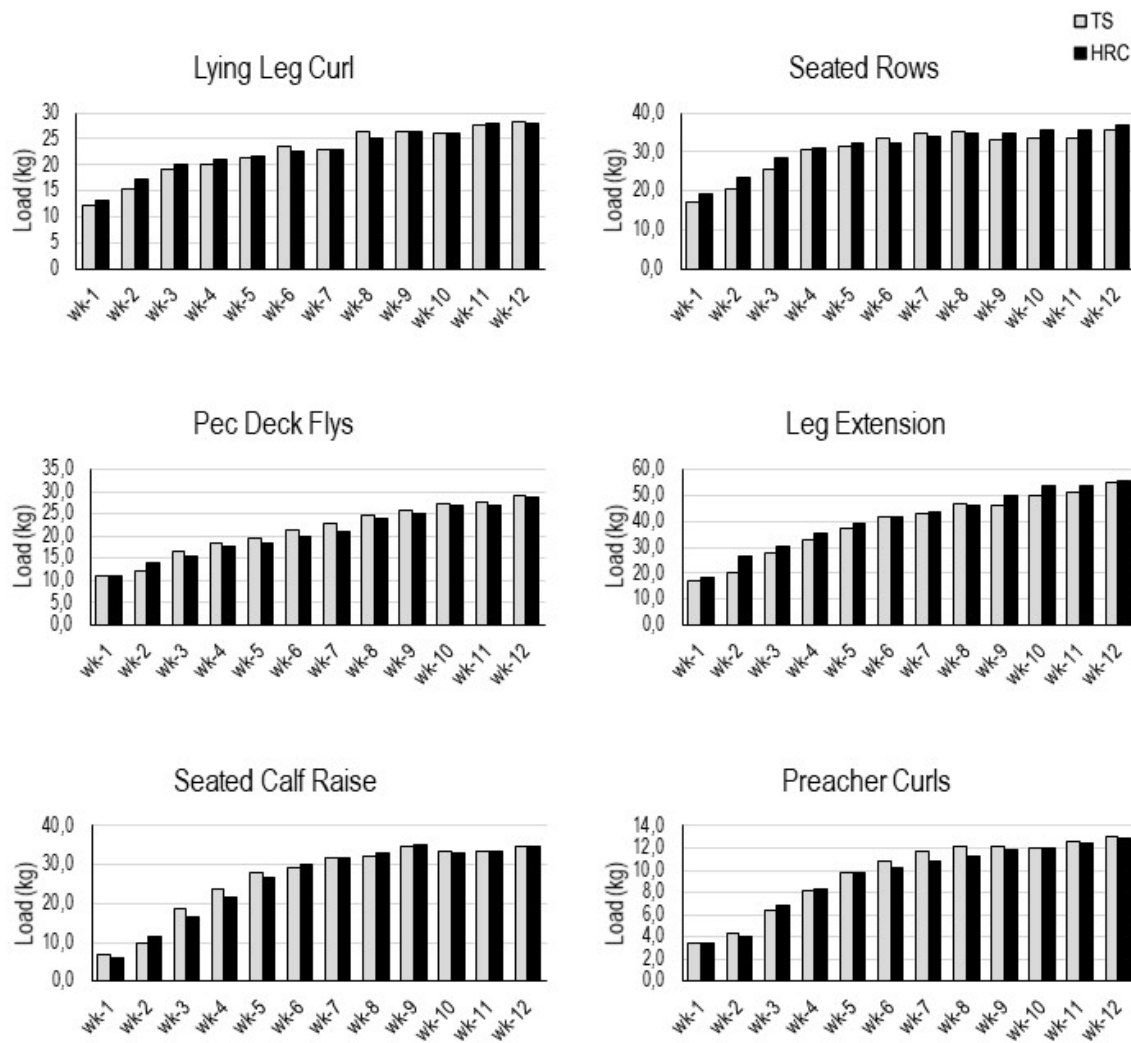 TS
HRC
Lying Leg Curl
Load (kg)
30
25
20
15
10
5
0
wk-1
wk-2
wk-3
wk-4
wk-5
wk-6
wk-7
wk-8
wk-9
wk-10
wk-11
wk-12
Seated Rows
Load (kg)
40,0
30,0
20,0
10,0
0,0
wk-1
wk-2
wk-3
wk-4
wk-5
wk-6
wk-7
wk-8
wk-9
wk-10
wk-11
wk-12
Pec Deck Flys
Load (kg)
35,0
30,0
25,0
20,0
15,0
10,0
5,0
0,0
wk-1
wk-2
wk-3
wk-4
wk-5
wk-6
wk-7
wk-8
wk-9
wk-10
wk-11
wk-12
Leg Extension
Load (kg)
60,0
50,0
40,0
30,0
20,0
10,0
0,0
wk-1
wk-2
wk-3
wk-4
wk-5
wk-6
wk-7
wk-8
wk-9
wk-10
wk-11
wk-12
Seated Calf Raise
Load (kg)
40,0
30,0
20,0
10,0
0,0
wk-1
wk-2
wk-3
wk-4
wk-5
wk-6
wk-7
wk-8
wk-9
wk-10
wk-11
wk-12
Preacher Curls
Load (kg)
14,0
12,0
10,0
8,0
6,0
4,0
2,0
0,0
wk-1
wk-2
wk-3
wk-4
wk-5
wk-6
wk-7
wk-8
wk-9
wk-10
wk-11
wk-12